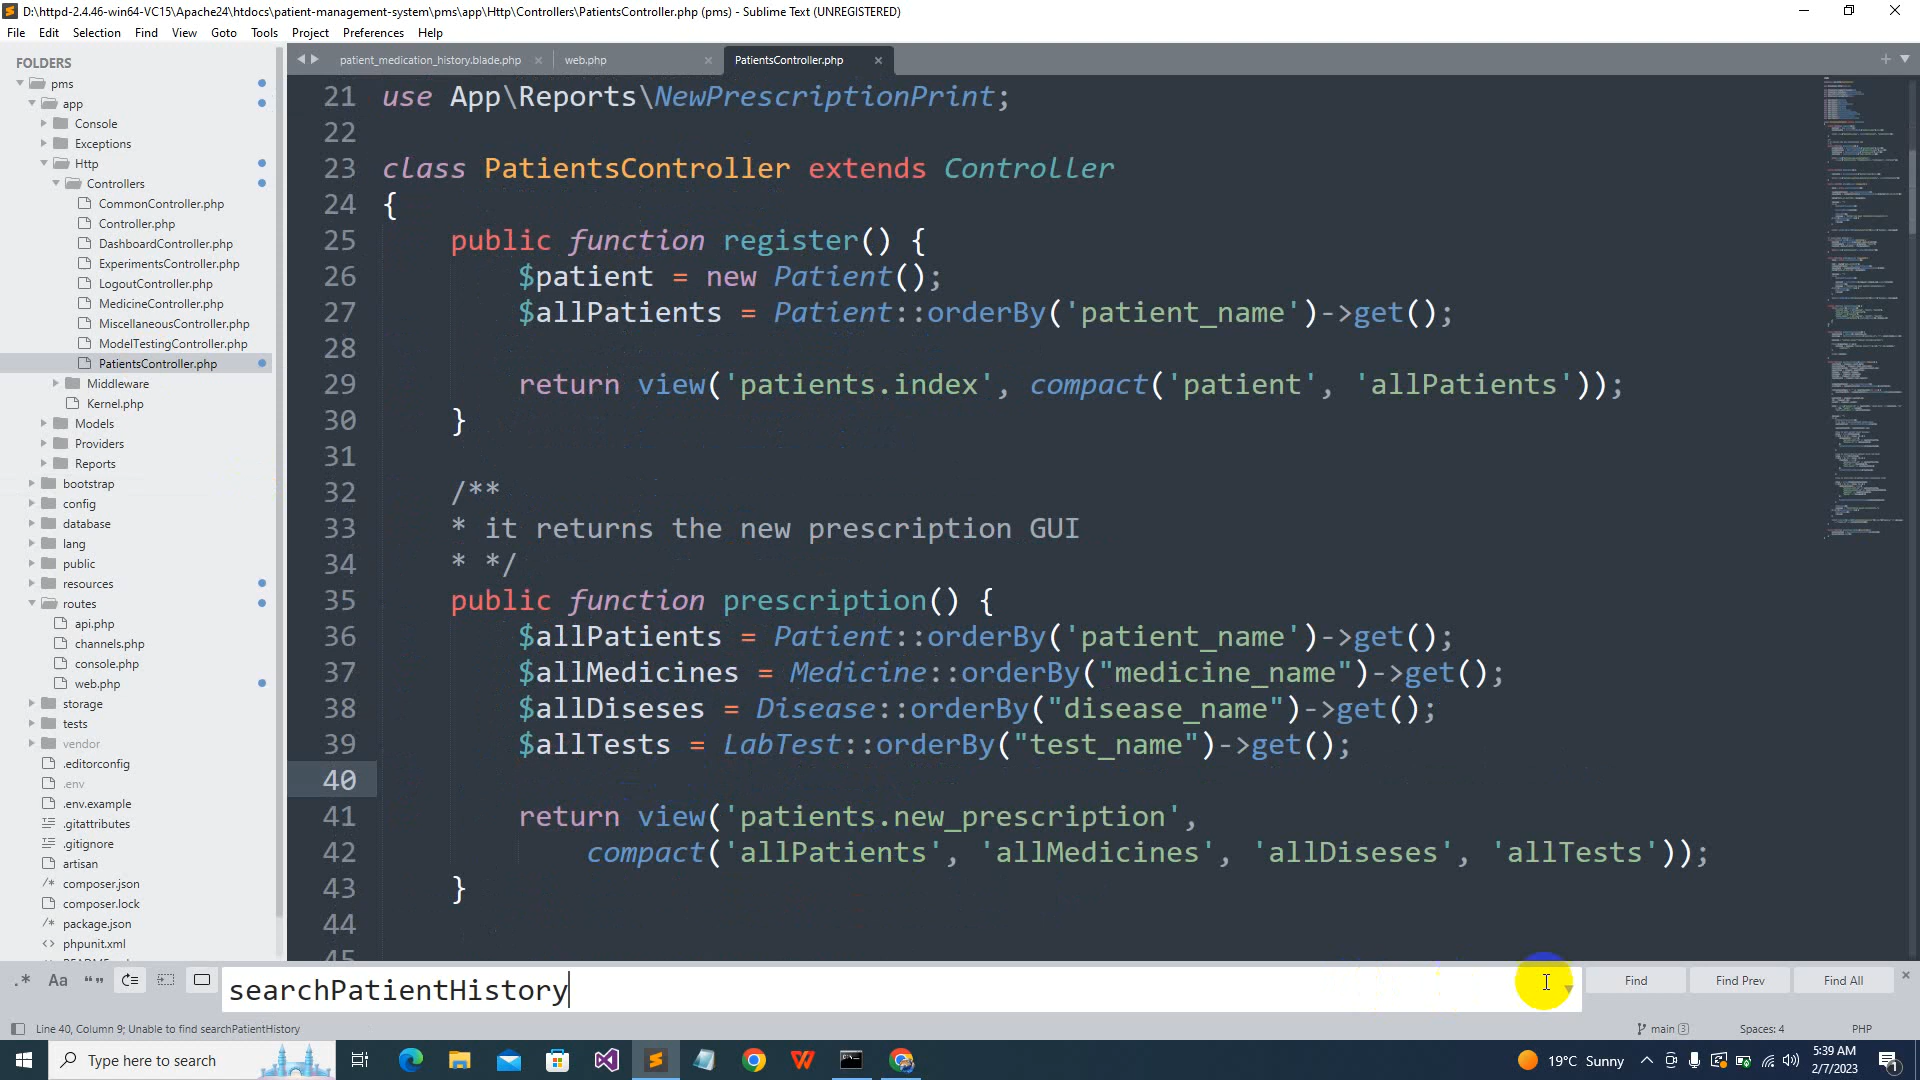 D:\httpd-2.4.46-win64-VC15\Apache24\htdocs\patient-management-system\pms\app\Http\Controllers\PatientsController.php (pms) - Sublime Text (UNREGISTERED)
File Edit Selection Find View Goto Tools Project Preferences Help
FOLDERS
pms
app
Console
Exceptions
Http
Controllers
CommonController.php
Controller.php
DashboardController.php
ExperimentsController.php
LogoutController.php
MedicineController.php
MiscellaneousController.php
ModelTestingController.php
PatientsController.php
Middleware
Kernel.php
Models
Providers
Reports
bootstrap
config
database
lang
public
resources
routes
api.php
channels.php
console.php
web.php
storage
tests
vendor
.editorconfig
.env
.env.example
.gitattributes
.gitignore
artisan
composer.json
composer.lock
package.json
phpunit.xml
patient_medication_history.blade.php
web.php
PatientsController.php
21 use App\Reports\NewPrescriptionPrint;
22
23 class PatientsController extends Controller
24 {
25 public function register() {
26 $patient = new Patient();
27 $allPatients = Patient::orderBy('patient_name')->get();
28
29 return view('patients.index', compact('patient', 'allPatients'));
30 }
31
32 /**
33 * it returns the new prescription GUI
34 * */
35 public function prescription() {
36 $allPatients = Patient::orderBy('patient_name')->get();
37 $allMedicines = Medicine::orderBy("medicine_name")->get();
38 $allDiseses = Disease::orderBy("disease_name")->get();
39 $allTests = LabTest::orderBy("test_name")->get();
40
41 return view('patients.new_prescription',
42 compact('allPatients', 'allMedicines', 'allDiseses', 'allTests'));
43 }
44
45
.* Aa “”
searchPatientHistory
Find
Find Prev
Find All
Line 40, Column 9; Unable to find searchPatientHistory
main 3
Spaces: 4
PHP
Type here to search
19°C Sunny
5:39 AM
2/7/2023
1